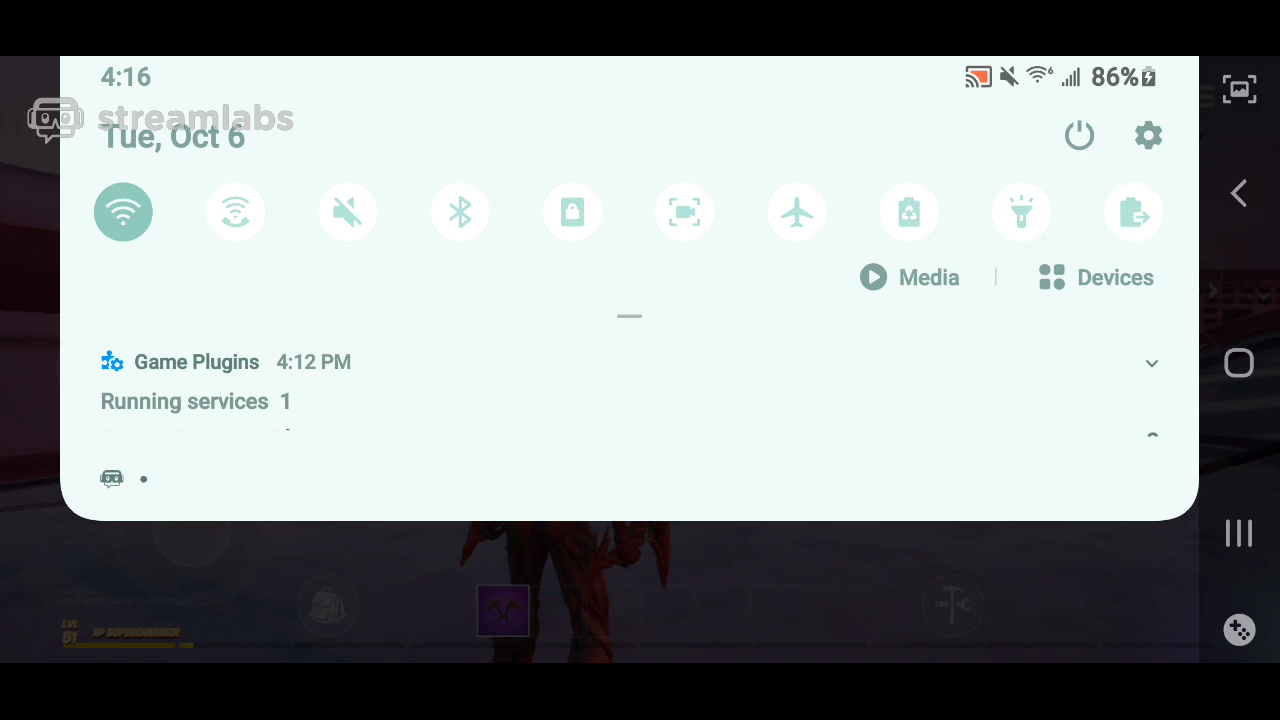 4:16
86%
streamlabs
Tue, Oct 6
Media
Devices
Game Plugins 4:12 PM
Running services 1
LVL
51
XP SUPERCHARGED!